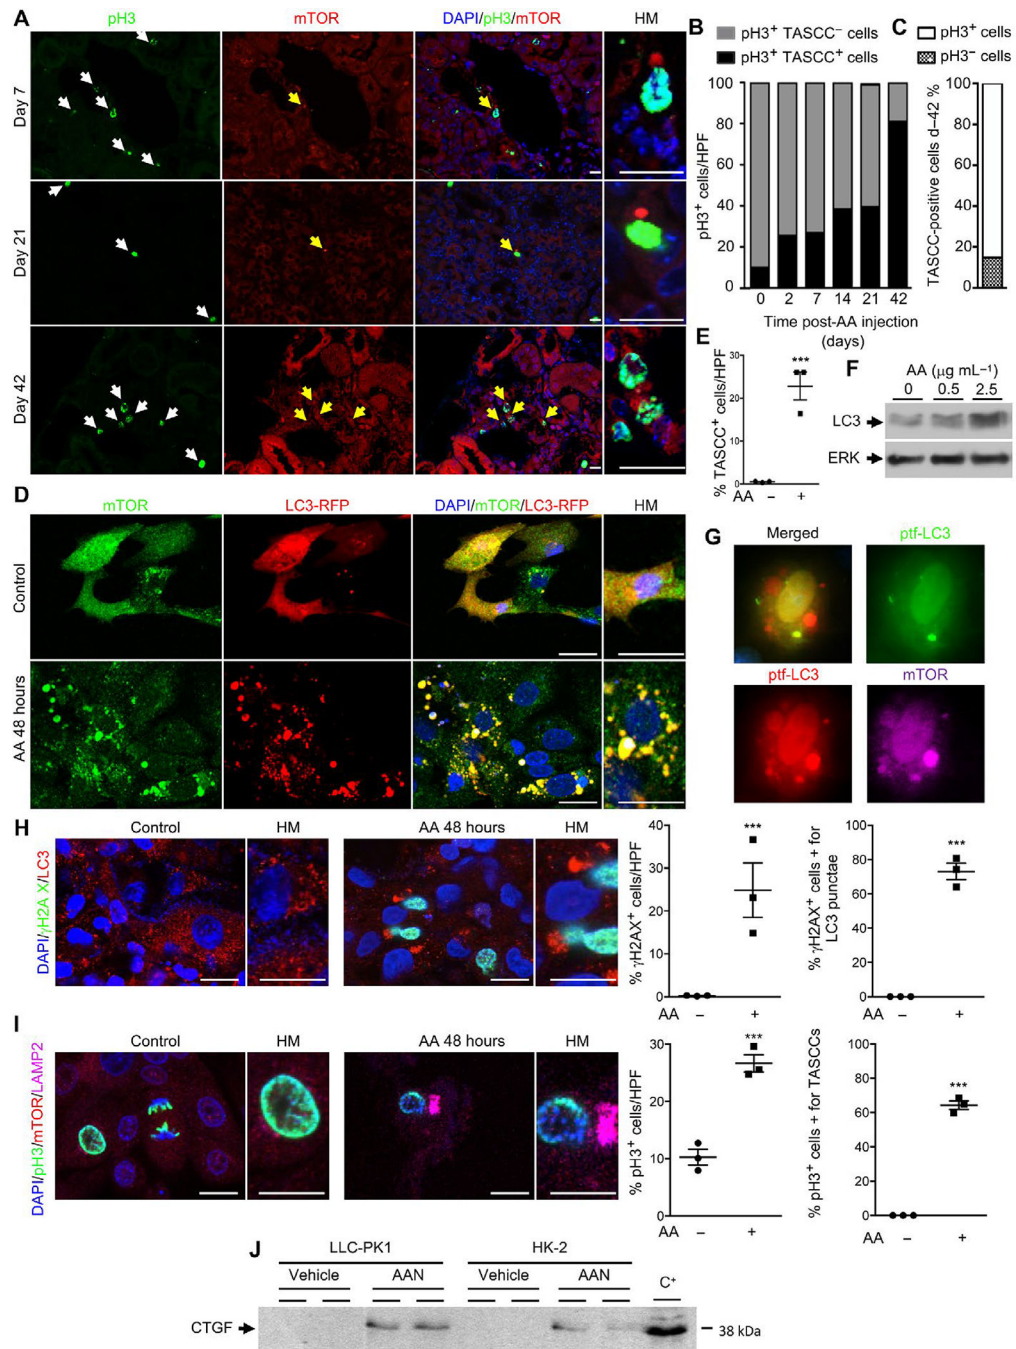 A
pH3
mTOR
DAPI/pH3/mTOR
HM
Day 7
Day 21
Day 42
B
pH3⁺ TASCC⁻ cells
pH3⁺ TASCC⁺ cells
pH3⁺ cells/HPF
100
80
60
40
20
0
0 2 7 14 21 42
Time post-AA injection
(days)
C
pH3⁺ cells
pH3⁻ cells
TASCC-positive cells d–42 %
100
80
60
40
20
0
D
mTOR
LC3-RFP
DAPI/mTOR/LC3-RFP
HM
Control
AA 48 hours
E
% TASCC⁺ cells/HPF
30
20
10
0
***
AA – +
F
AA (μg mL⁻¹)
0 0.5 2.5
LC3
ERK
G
Merged
ptf-LC3
ptf-LC3
mTOR
H
Control
HM
AA 48 hours
HM
DAPI/γH2A X/LC3
% γH2AX⁺ cells/HPF
40
30
20
10
0
***
AA – +
% γH2AX⁺ cells + for
LC3 punctae
100
80
60
40
20
0
***
AA – +
I
Control
HM
AA 48 hours
HM
DAPI/pH3/mTOR/LAMP2
% pH3⁺ cells/HPF
30
20
10
0
***
AA – +
% pH3⁺ cells + for TASCCs
100
80
60
40
20
0
***
AA – +
J
LLC-PK1
HK-2
Vehicle
AAN
Vehicle
AAN
C⁺
CTGF
38 kDa